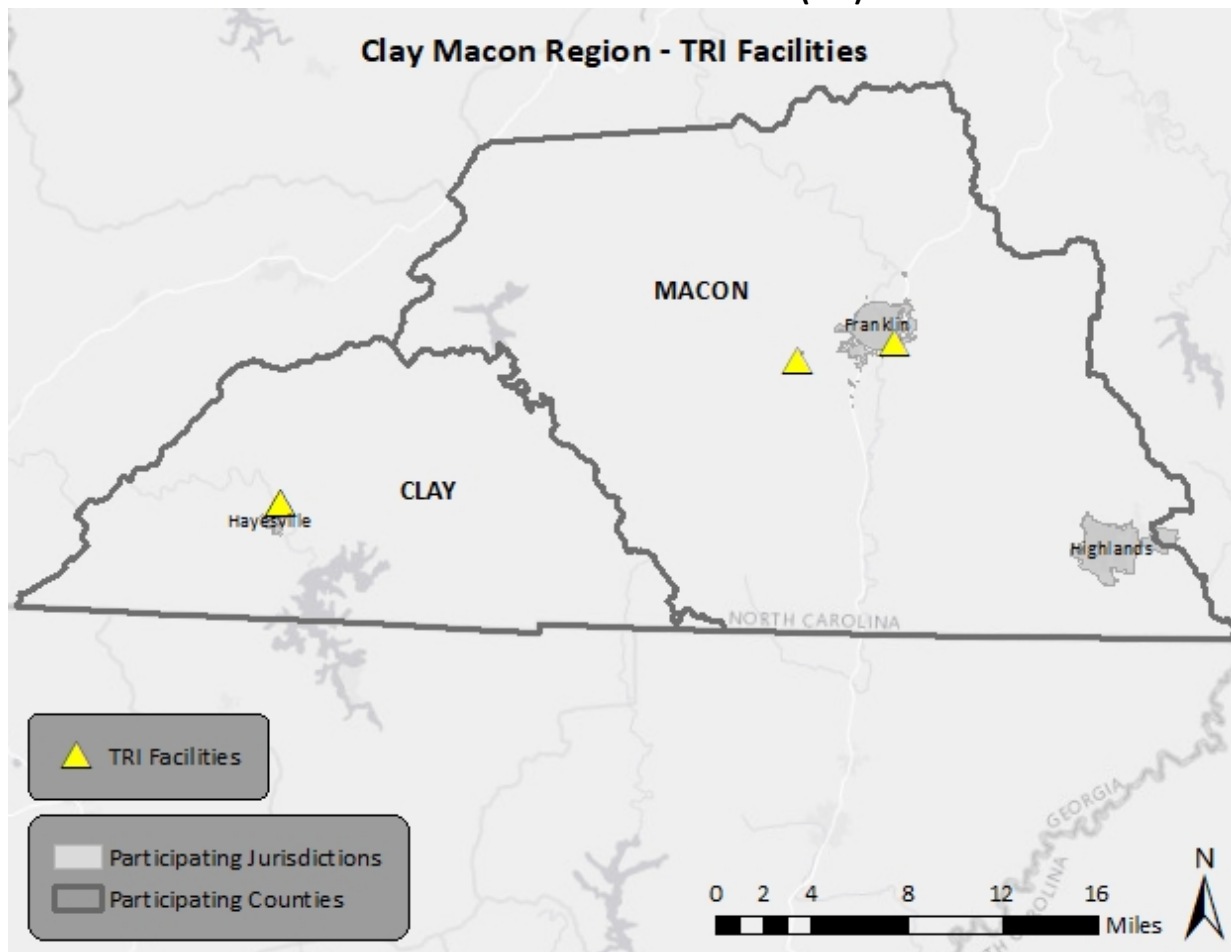 Clay Macon Region - TRI Facilities
MACON
Franklin
CLAY
Hayesville
Highlands
NORTH CAROLINA
TRI Facilities
GEORGIA
Participating Jurisdictions
Participating Counties
N
0 2 4 8 12 16
Miles